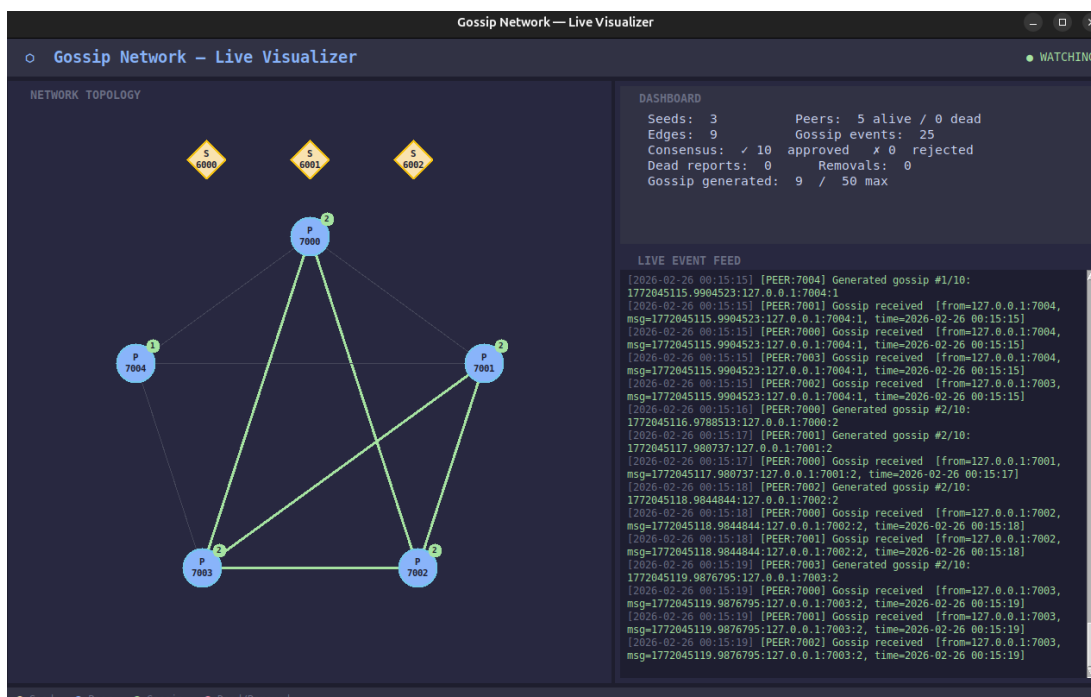 Gossip Network — Live Visualizer
Gossip Network — Live Visualizer
● WATCHING
NETWORK TOPOLOGY
S 6000
S 6001
S 6002
2
P 7000
1
P 7004
2
P 7001
2
P 7003
2
P 7002
DASHBOARD
Seeds: 3 Peers: 5 alive / 0 dead
Edges: 9 Gossip events: 25
Consensus: ✓ 10 approved ✗ 0 rejected
Dead reports: 0 Removals: 0
Gossip generated: 9 / 50 max
LIVE EVENT FEED
[2026-02-26 00:15:15] [PEER:7004] Generated gossip #1/10:
1772045115.9904523:127.0.0.1:7004:1
[2026-02-26 00:15:15] [PEER:7001] Gossip received [from=127.0.0.1:7004,
msg=1772045115.9904523:127.0.0.1:7004:1, time=2026-02-26 00:15:15]
[2026-02-26 00:15:15] [PEER:7000] Gossip received [from=127.0.0.1:7004,
msg=1772045115.9904523:127.0.0.1:7004:1, time=2026-02-26 00:15:15]
[2026-02-26 00:15:15] [PEER:7003] Gossip received [from=127.0.0.1:7004,
msg=1772045115.9904523:127.0.0.1:7004:1, time=2026-02-26 00:15:15]
[2026-02-26 00:15:15] [PEER:7002] Gossip received [from=127.0.0.1:7003,
msg=1772045115.9904523:127.0.0.1:7004:1, time=2026-02-26 00:15:15]
[2026-02-26 00:15:16] [PEER:7000] Generated gossip #2/10:
1772045116.9788513:127.0.0.1:7000:2
[2026-02-26 00:15:17] [PEER:7001] Generated gossip #2/10:
1772045117.980737:127.0.0.1:7001:2
[2026-02-26 00:15:17] [PEER:7000] Gossip received [from=127.0.0.1:7001,
msg=1772045117.980737:127.0.0.1:7001:2, time=2026-02-26 00:15:17]
[2026-02-26 00:15:18] [PEER:7002] Generated gossip #2/10:
1772045118.9844844:127.0.0.1:7002:2
[2026-02-26 00:15:18] [PEER:7000] Gossip received [from=127.0.0.1:7002,
msg=1772045118.9844844:127.0.0.1:7002:2, time=2026-02-26 00:15:18]
[2026-02-26 00:15:18] [PEER:7001] Gossip received [from=127.0.0.1:7002,
msg=1772045118.9844844:127.0.0.1:7002:2, time=2026-02-26 00:15:18]
[2026-02-26 00:15:19] [PEER:7003] Generated gossip #2/10:
1772045119.9876795:127.0.0.1:7003:2
[2026-02-26 00:15:19] [PEER:7000] Gossip received [from=127.0.0.1:7003,
msg=1772045119.9876795:127.0.0.1:7003:2, time=2026-02-26 00:15:19]
[2026-02-26 00:15:19] [PEER:7001] Gossip received [from=127.0.0.1:7003,
msg=1772045119.9876795:127.0.0.1:7003:2, time=2026-02-26 00:15:19]
[2026-02-26 00:15:19] [PEER:7002] Gossip received [from=127.0.0.1:7003,
msg=1772045119.9876795:127.0.0.1:7003:2, time=2026-02-26 00:15:19]